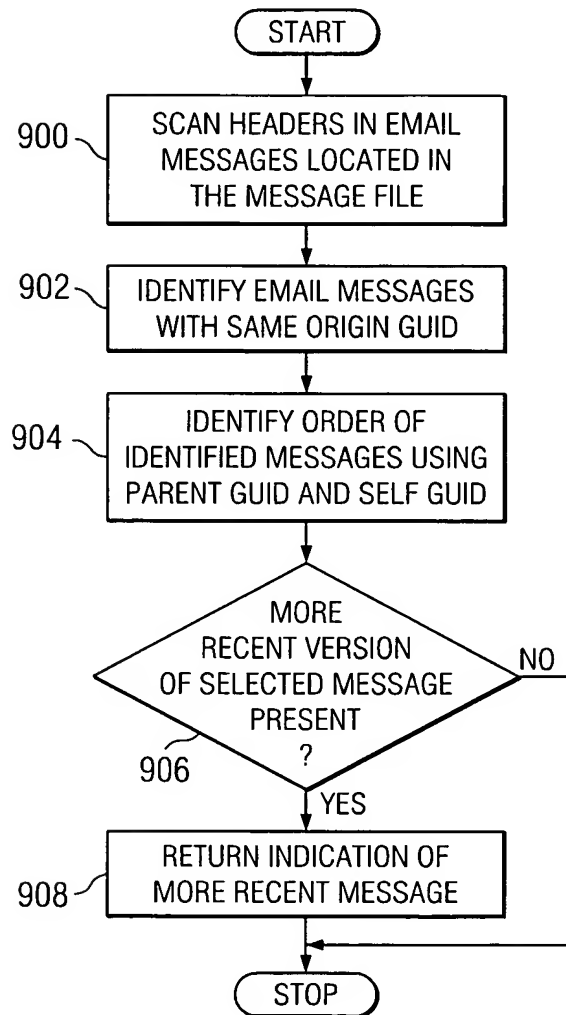 START
900
SCAN HEADERS IN EMAIL
MESSAGES LOCATED IN
THE MESSAGE FILE
902
IDENTIFY EMAIL MESSAGES
WITH SAME ORIGIN GUID
904
IDENTIFY ORDER OF
IDENTIFIED MESSAGES USING
PARENT GUID AND SELF GUID
MORE
RECENT VERSION
OF SELECTED MESSAGE
PRESENT
?
NO
906
YES
908
RETURN INDICATION OF
MORE RECENT MESSAGE
STOP